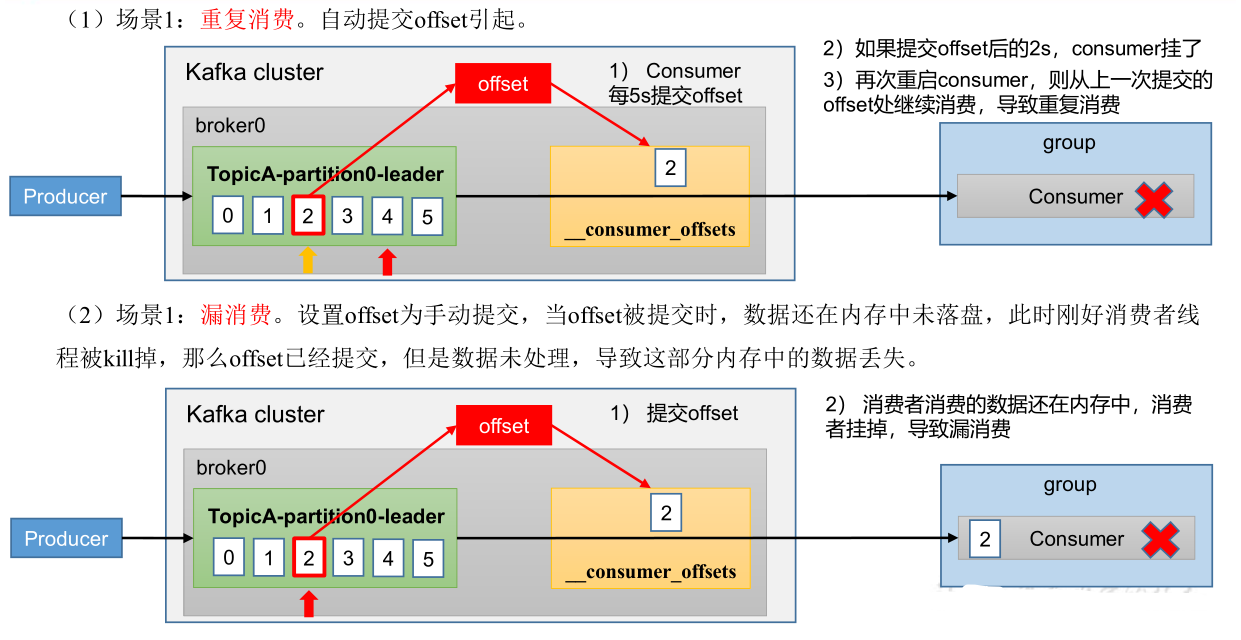 （1）场景1：重复消费。自动提交offset引起。
Kafka cluster
offset
1） Consumer
每5s提交offset
2）如果提交offset后的2s，consumer挂了
3）再次重启consumer，则从上一次提交的
offset处继续消费，导致重复消费
broker0
TopicA-partition0-leader
0 1 2 3 4 5
2
__consumer_offsets
Producer
group
Consumer
（2）场景1：漏消费。设置offset为手动提交，当offset被提交时，数据还在内存中未落盘，此时刚好消费者线
程被kill掉，那么offset已经提交，但是数据未处理，导致这部分内存中的数据丢失。
Kafka cluster
offset
1） 提交offset
2） 消费者消费的数据还在内存中，消费
者挂掉，导致漏消费
broker0
TopicA-partition0-leader
0 1 2 3 4 5
2
__consumer_offsets
Producer
group
2 Consumer